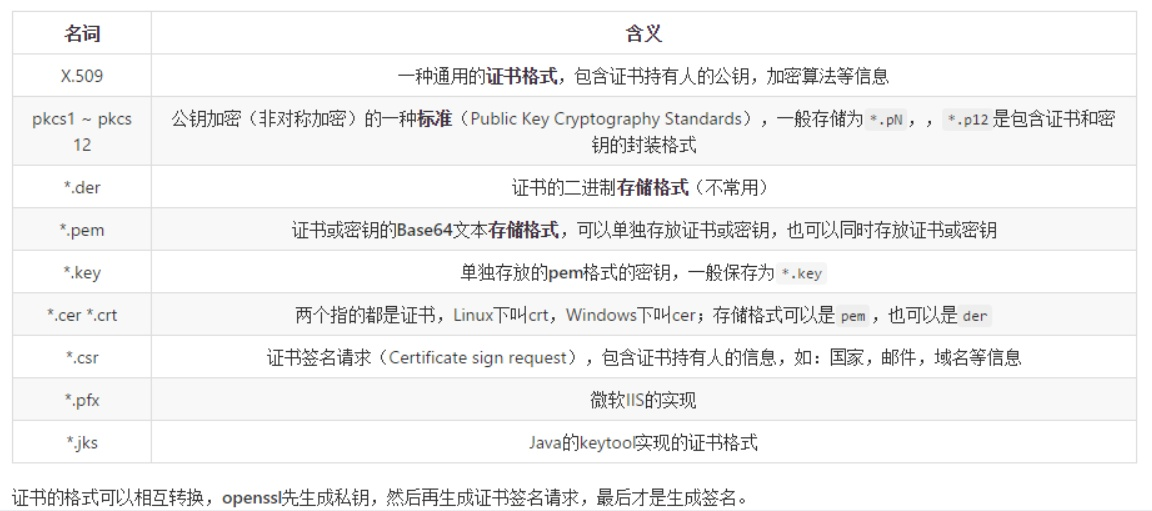 名词 含义
X.509 一种通用的证书格式，包含证书持有人的公钥，加密算法等信息
pkcs1 ~ pkcs 公钥加密（非对称加密）的一种标准（Public Key Cryptography Standards），一般存储为 *.pN，，*.p12 是包含证书和密
12 钥的封装格式
*.der 证书的二进制存储格式（不常用）
*.pem 证书或密钥的Base64文本存储格式，可以单独存放证书或密钥，也可以同时存放证书或密钥
*.key 单独存放的pem格式的密钥，一般保存为 *.key
*.cer *.crt 两个指的都是证书，Linux下叫crt，Windows下叫cer；存储格式可以是 pem，也可以是 der
*.csr 证书签名请求（Certificate sign request），包含证书持有人的信息，如：国家，邮件，域名等信息
*.pfx 微软IIS的实现
*.jks Java的keytool实现的证书格式
证书的格式可以相互转换，openssl先生成私钥，然后再生成证书签名请求，最后才是生成签名。